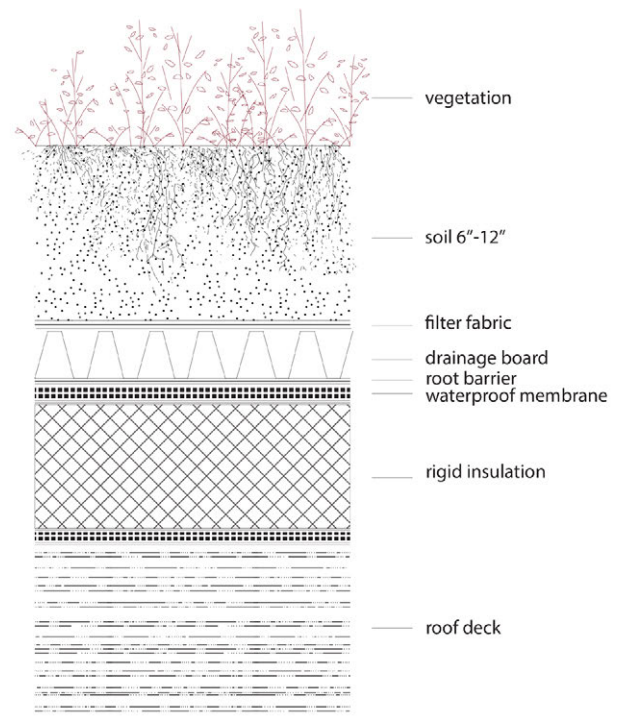 vegetation
soil 6”-12”
filter fabric
drainage board
root barrier
waterproof membrane
rigid insulation
roof deck